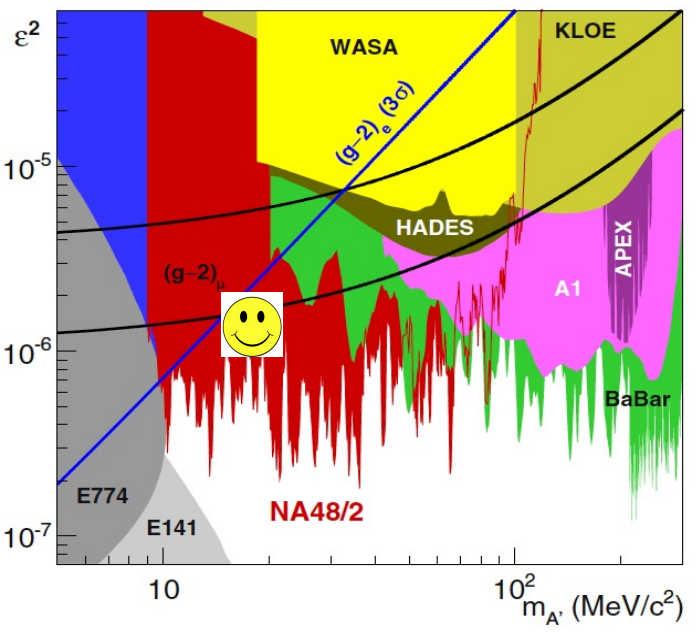 ε²
WASA
KLOE
(g−2)ₑ (3σ)
10⁻⁵
HADES
APEX
(g−2)μ
A1
10⁻⁶
BaBar
E774
NA48/2
E141
10⁻⁷
10
10²
m_A', (MeV/c²)